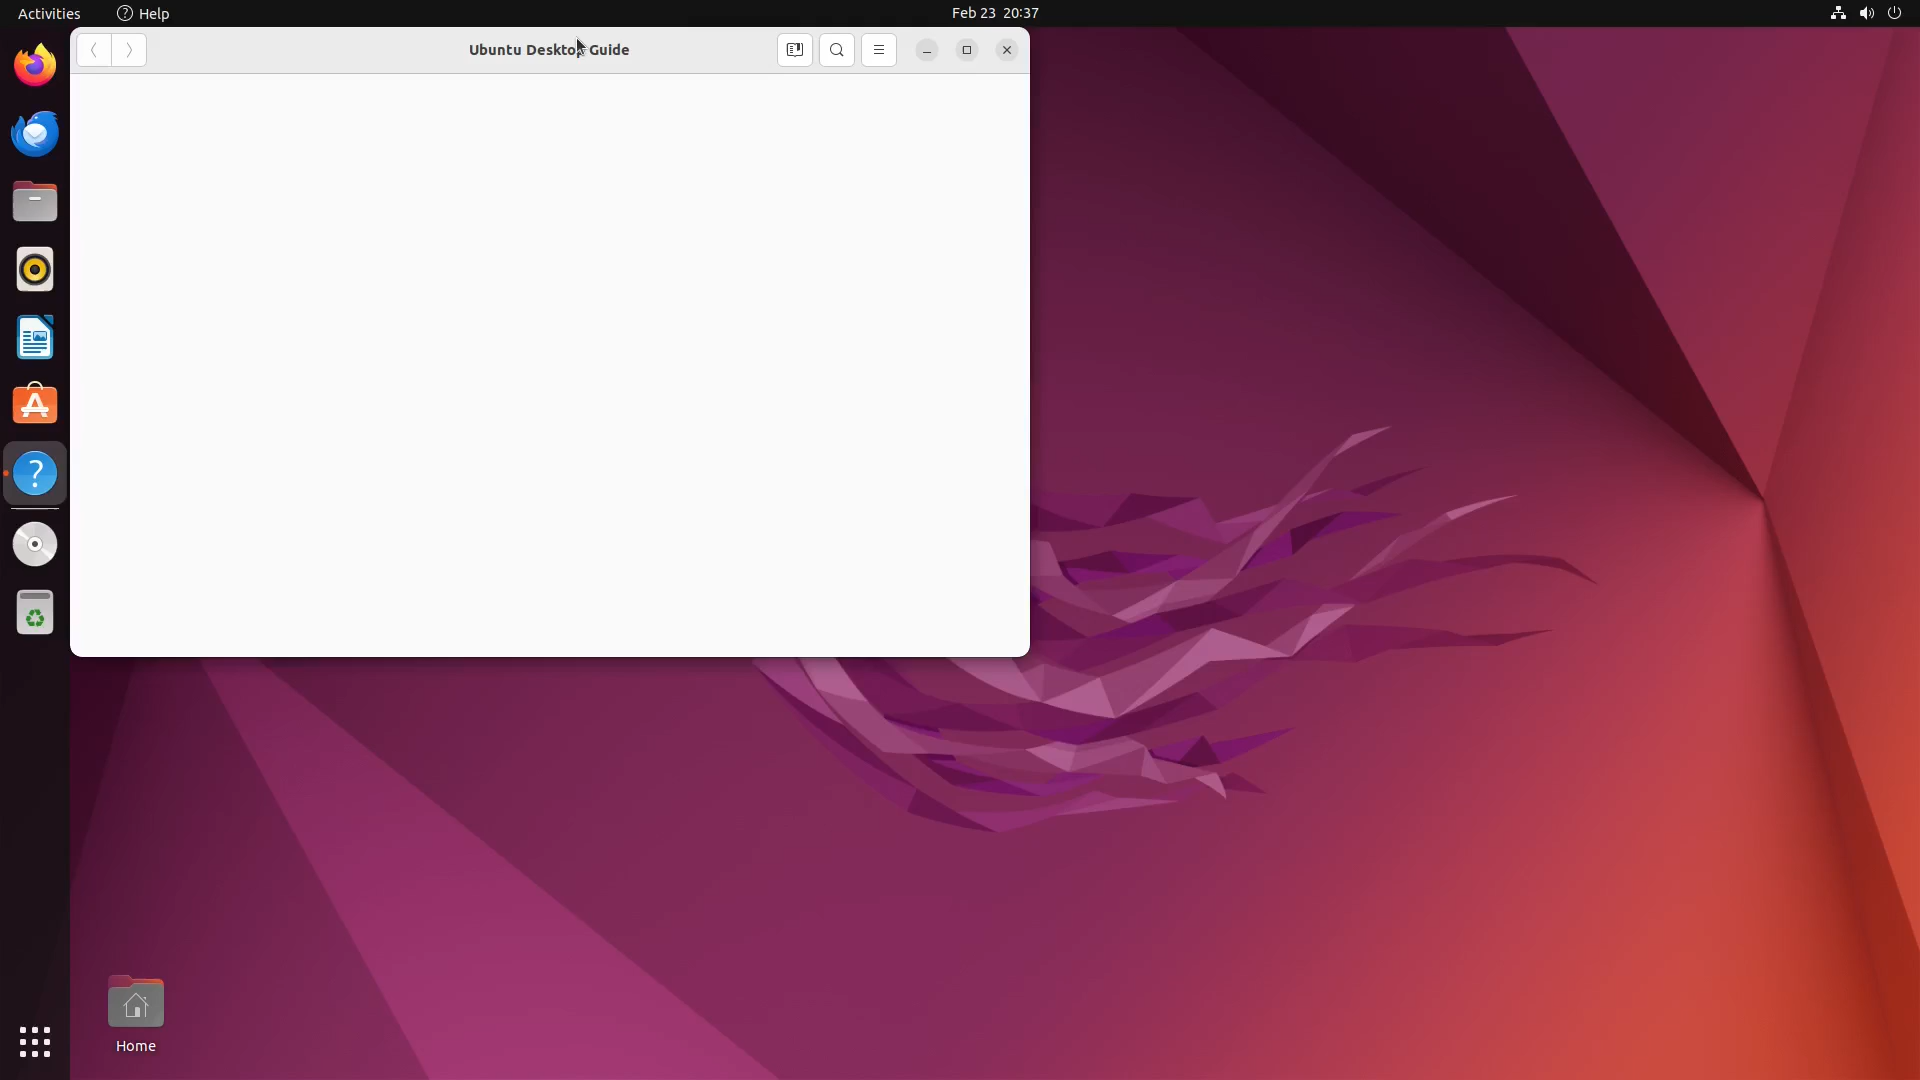 Activities
Help
Feb 23 20:37
Ubuntu Desktop Guide
Home